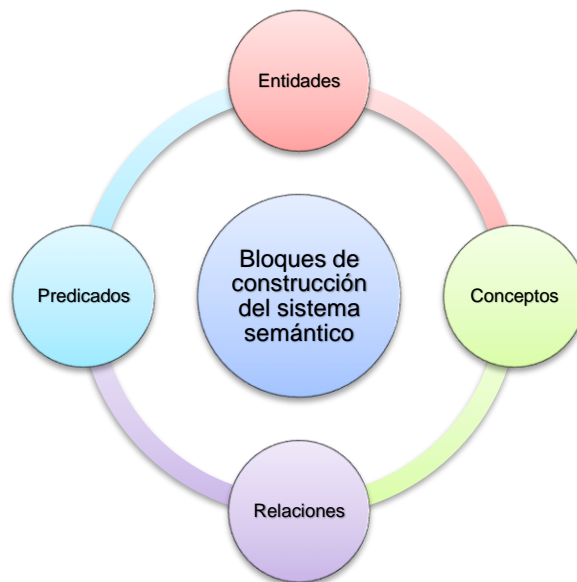 Entidades
Bloques de
construcción
del sistema
semántico
Predicados
Conceptos
Relaciones